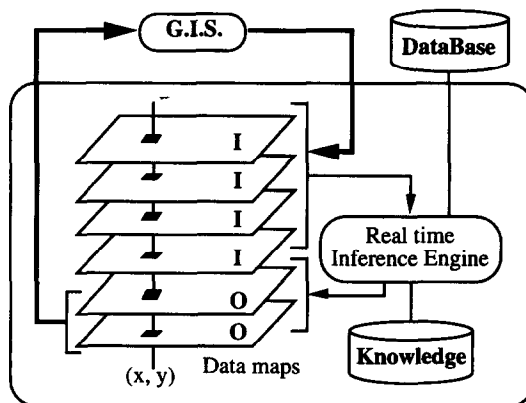 G.I.S.
DataBase
I
I
I
I
O
O
Real time
Inference Engine
Knowledge
Data maps
(x, y)